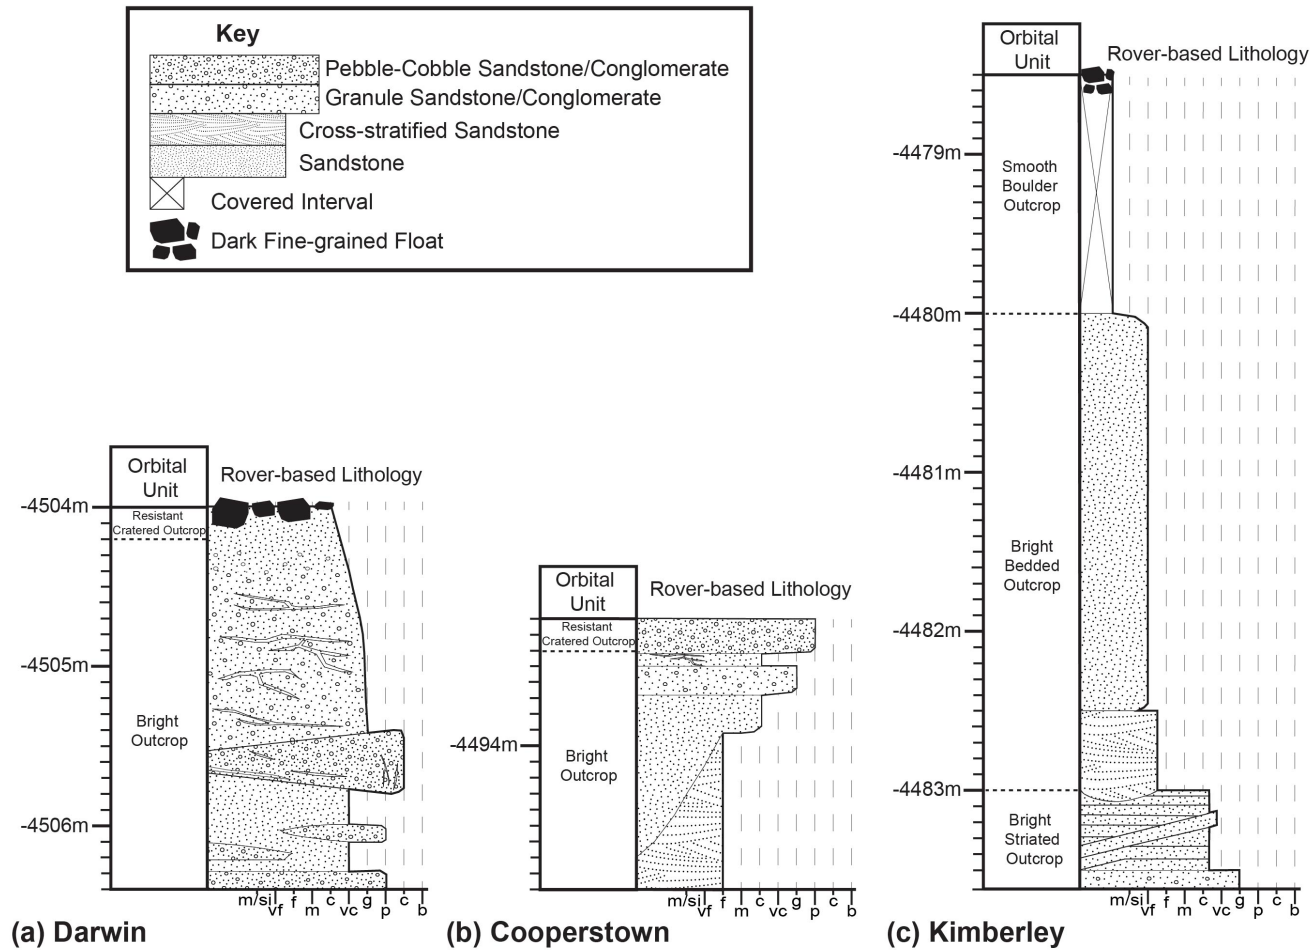 Key
Pebble-Cobble Sandstone/Conglomerate
Granule Sandstone/Conglomerate
Cross-stratified Sandstone
Sandstone
Covered Interval
Dark Fine-grained Float
Orbital
Unit
Rover-based Lithology
-4504m
Resistant
Cratered Outcrop
-4505m
Bright
Outcrop
-4506m
m/si vf f m c vc g p c b
(a) Darwin
Orbital
Unit
Rover-based Lithology
Resistant
Cratered Outcrop
-4494m
Bright
Outcrop
m/si vf f m c vc g p c b
(b) Cooperstown
Orbital
Unit
Rover-based Lithology
-4479m
Smooth
Boulder
Outcrop
-4480m
-4481m
Bright
Bedded
Outcrop
-4482m
-4483m
Bright
Striated
Outcrop
m/si vf f m c vc g p c b
(c) Kimberley